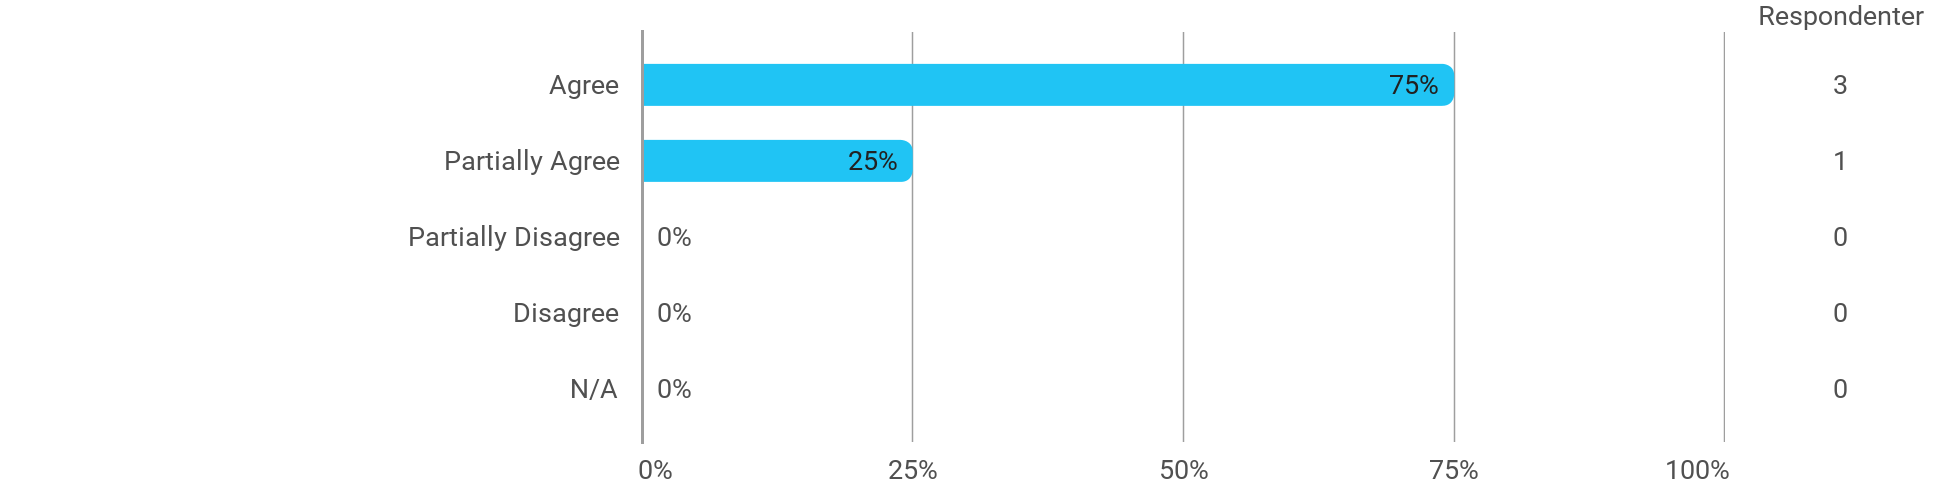 Respondenter
Agree 75% 3
Partially Agree 25% 1
Partially Disagree 0% 0
Disagree 0% 0
N/A 0% 0
0% 25% 50% 75% 100%